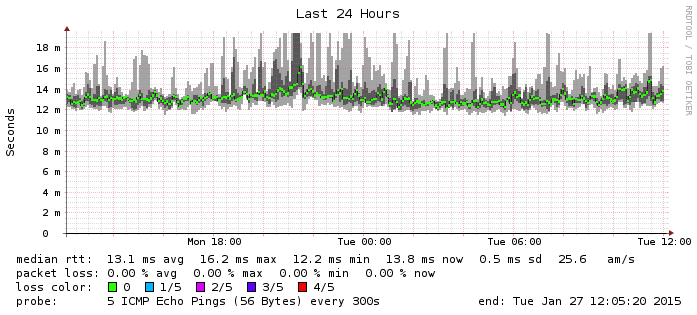 Last 24 Hours
RRDTOOL / TOBI OETIKER
Seconds
18 m
16 m
14 m
12 m
10 m
8 m
6 m
4 m
2 m
0
Mon 18:00 Tue 00:00 Tue 06:00 Tue 12:00
median rtt: 13.1 ms avg 16.2 ms max 12.2 ms min 13.8 ms now 0.5 ms sd 25.6 am/s
packet loss: 0.00 % avg 0.00 % max 0.00 % min 0.00 % now
loss color: 0 1/5 2/5 3/5 4/5
probe: 5 ICMP Echo Pings (56 Bytes) every 300s end: Tue Jan 27 12:05:20 2015